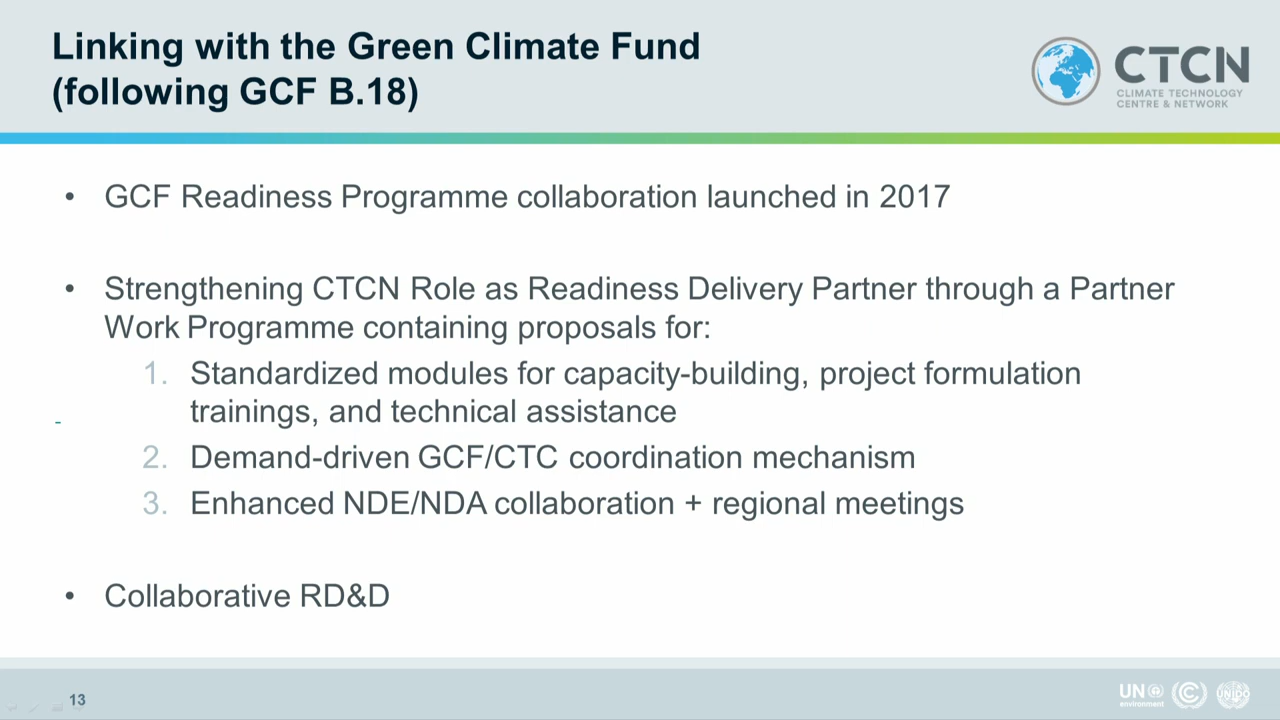 Linking with the Green Climate Fund
(following GCF B.18)
CTCN
CLIMATE TECHNOLOGY
CENTRE & NETWORK
• GCF Readiness Programme collaboration launched in 2017
• Strengthening CTCN Role as Readiness Delivery Partner through a Partner
Work Programme containing proposals for:
1. Standardized modules for capacity-building, project formulation
trainings, and technical assistance
-
2. Demand-driven GCF/CTC coordination mechanism
3. Enhanced NDE/NDA collaboration + regional meetings
• Collaborative RD&D
13
UN
environment
UNIDO